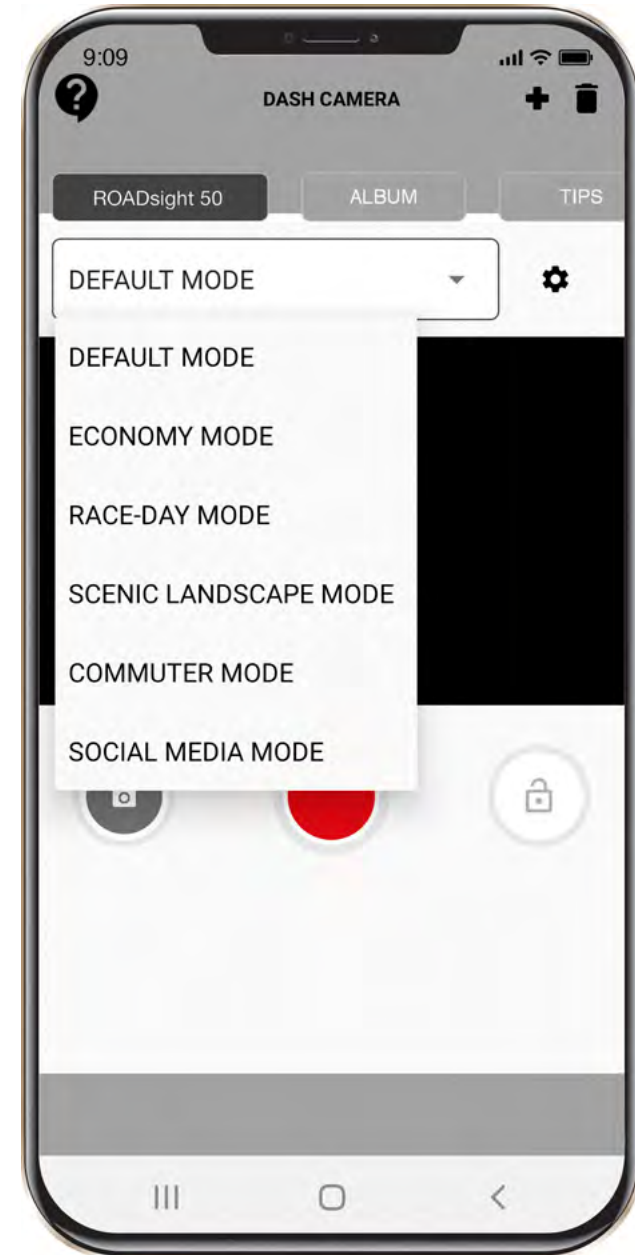 9:09
DASH CAMERA
ROADsight 50
ALBUM
TIPS
DEFAULT MODE
DEFAULT MODE
ECONOMY MODE
RACE-DAY MODE
SCENIC LANDSCAPE MODE
COMMUTER MODE
SOCIAL MEDIA MODE